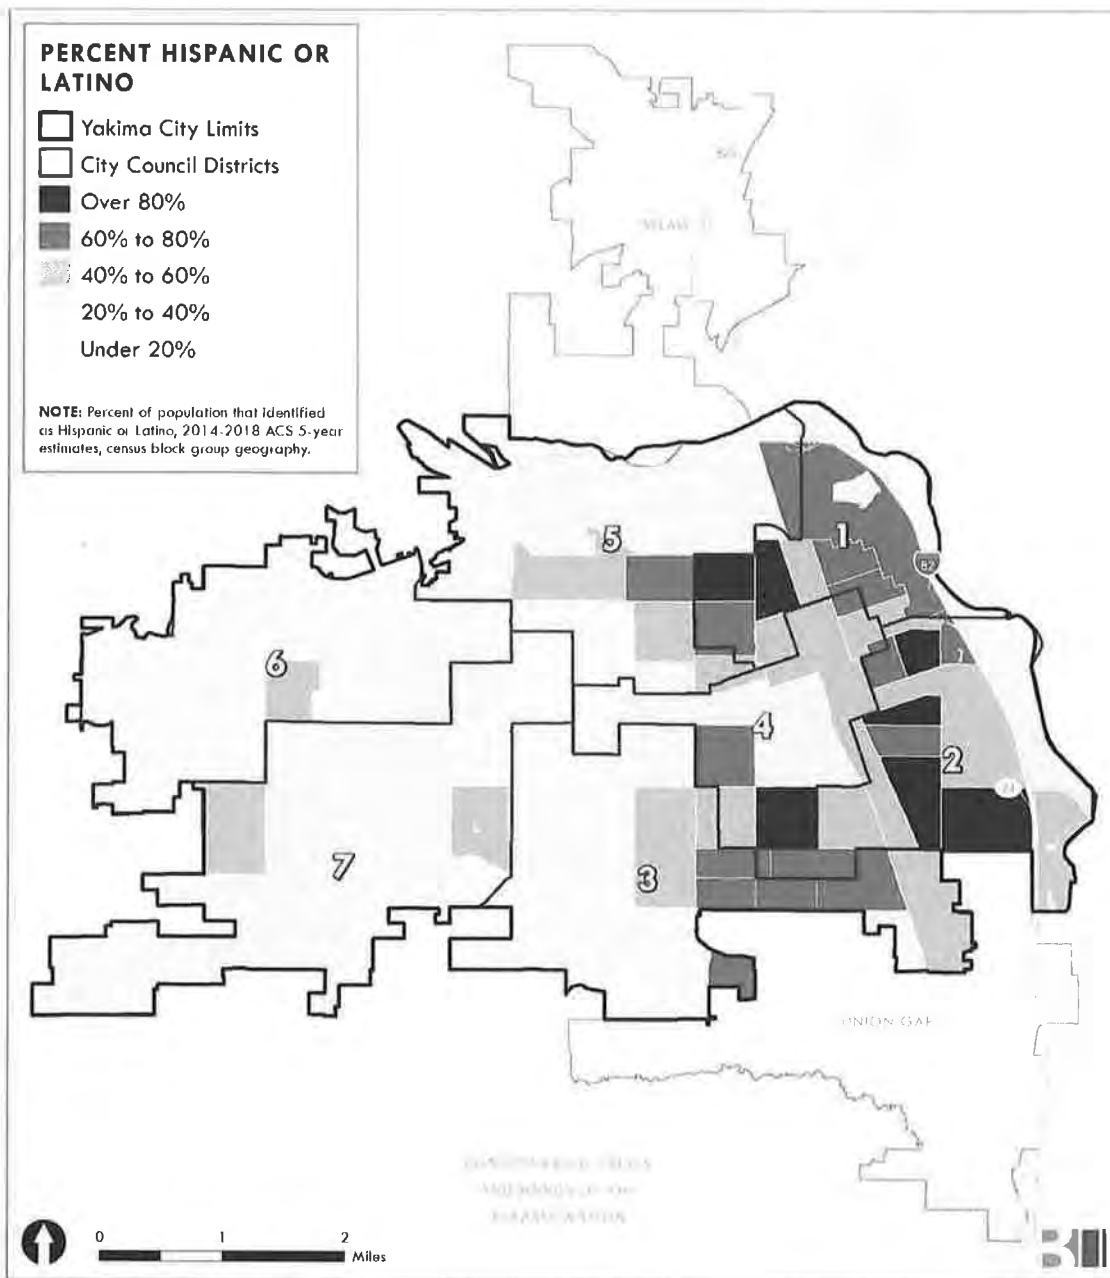 PERCENT HISPANIC OR
LATINO
Yakima City Limits
City Council Districts
Over 80%
60% to 80%
40% to 60%
20% to 40%
Under 20%
NOTE: Percent of population that identified
as Hispanic or Latino, 2014-2018 ACS 5-year
estimates, census block group geography.
5
1
82
6
4
2
7
3
UNION GAP
0 1 2
Miles